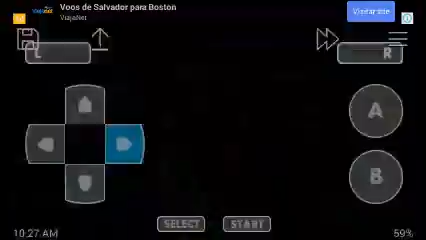 Voos de Salvador para Boston
ViajaNet
Visitar site
L
R
A
B
SELECT
START
10:27 AM
59%